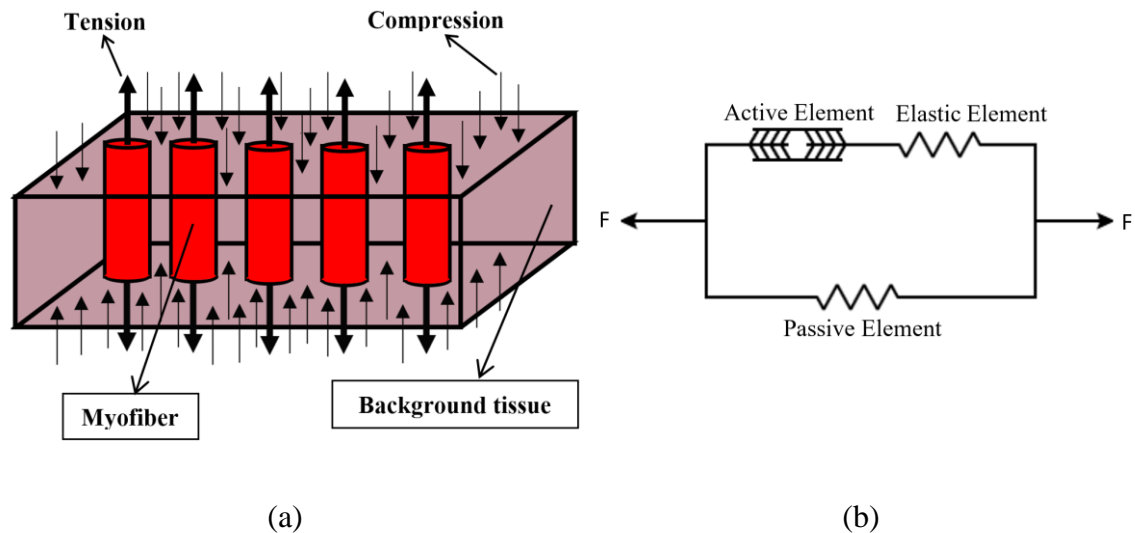 Tension
Compression
Myofiber
Background tissue
(a)
Active Element
Elastic Element
F
F
Passive Element
(b)